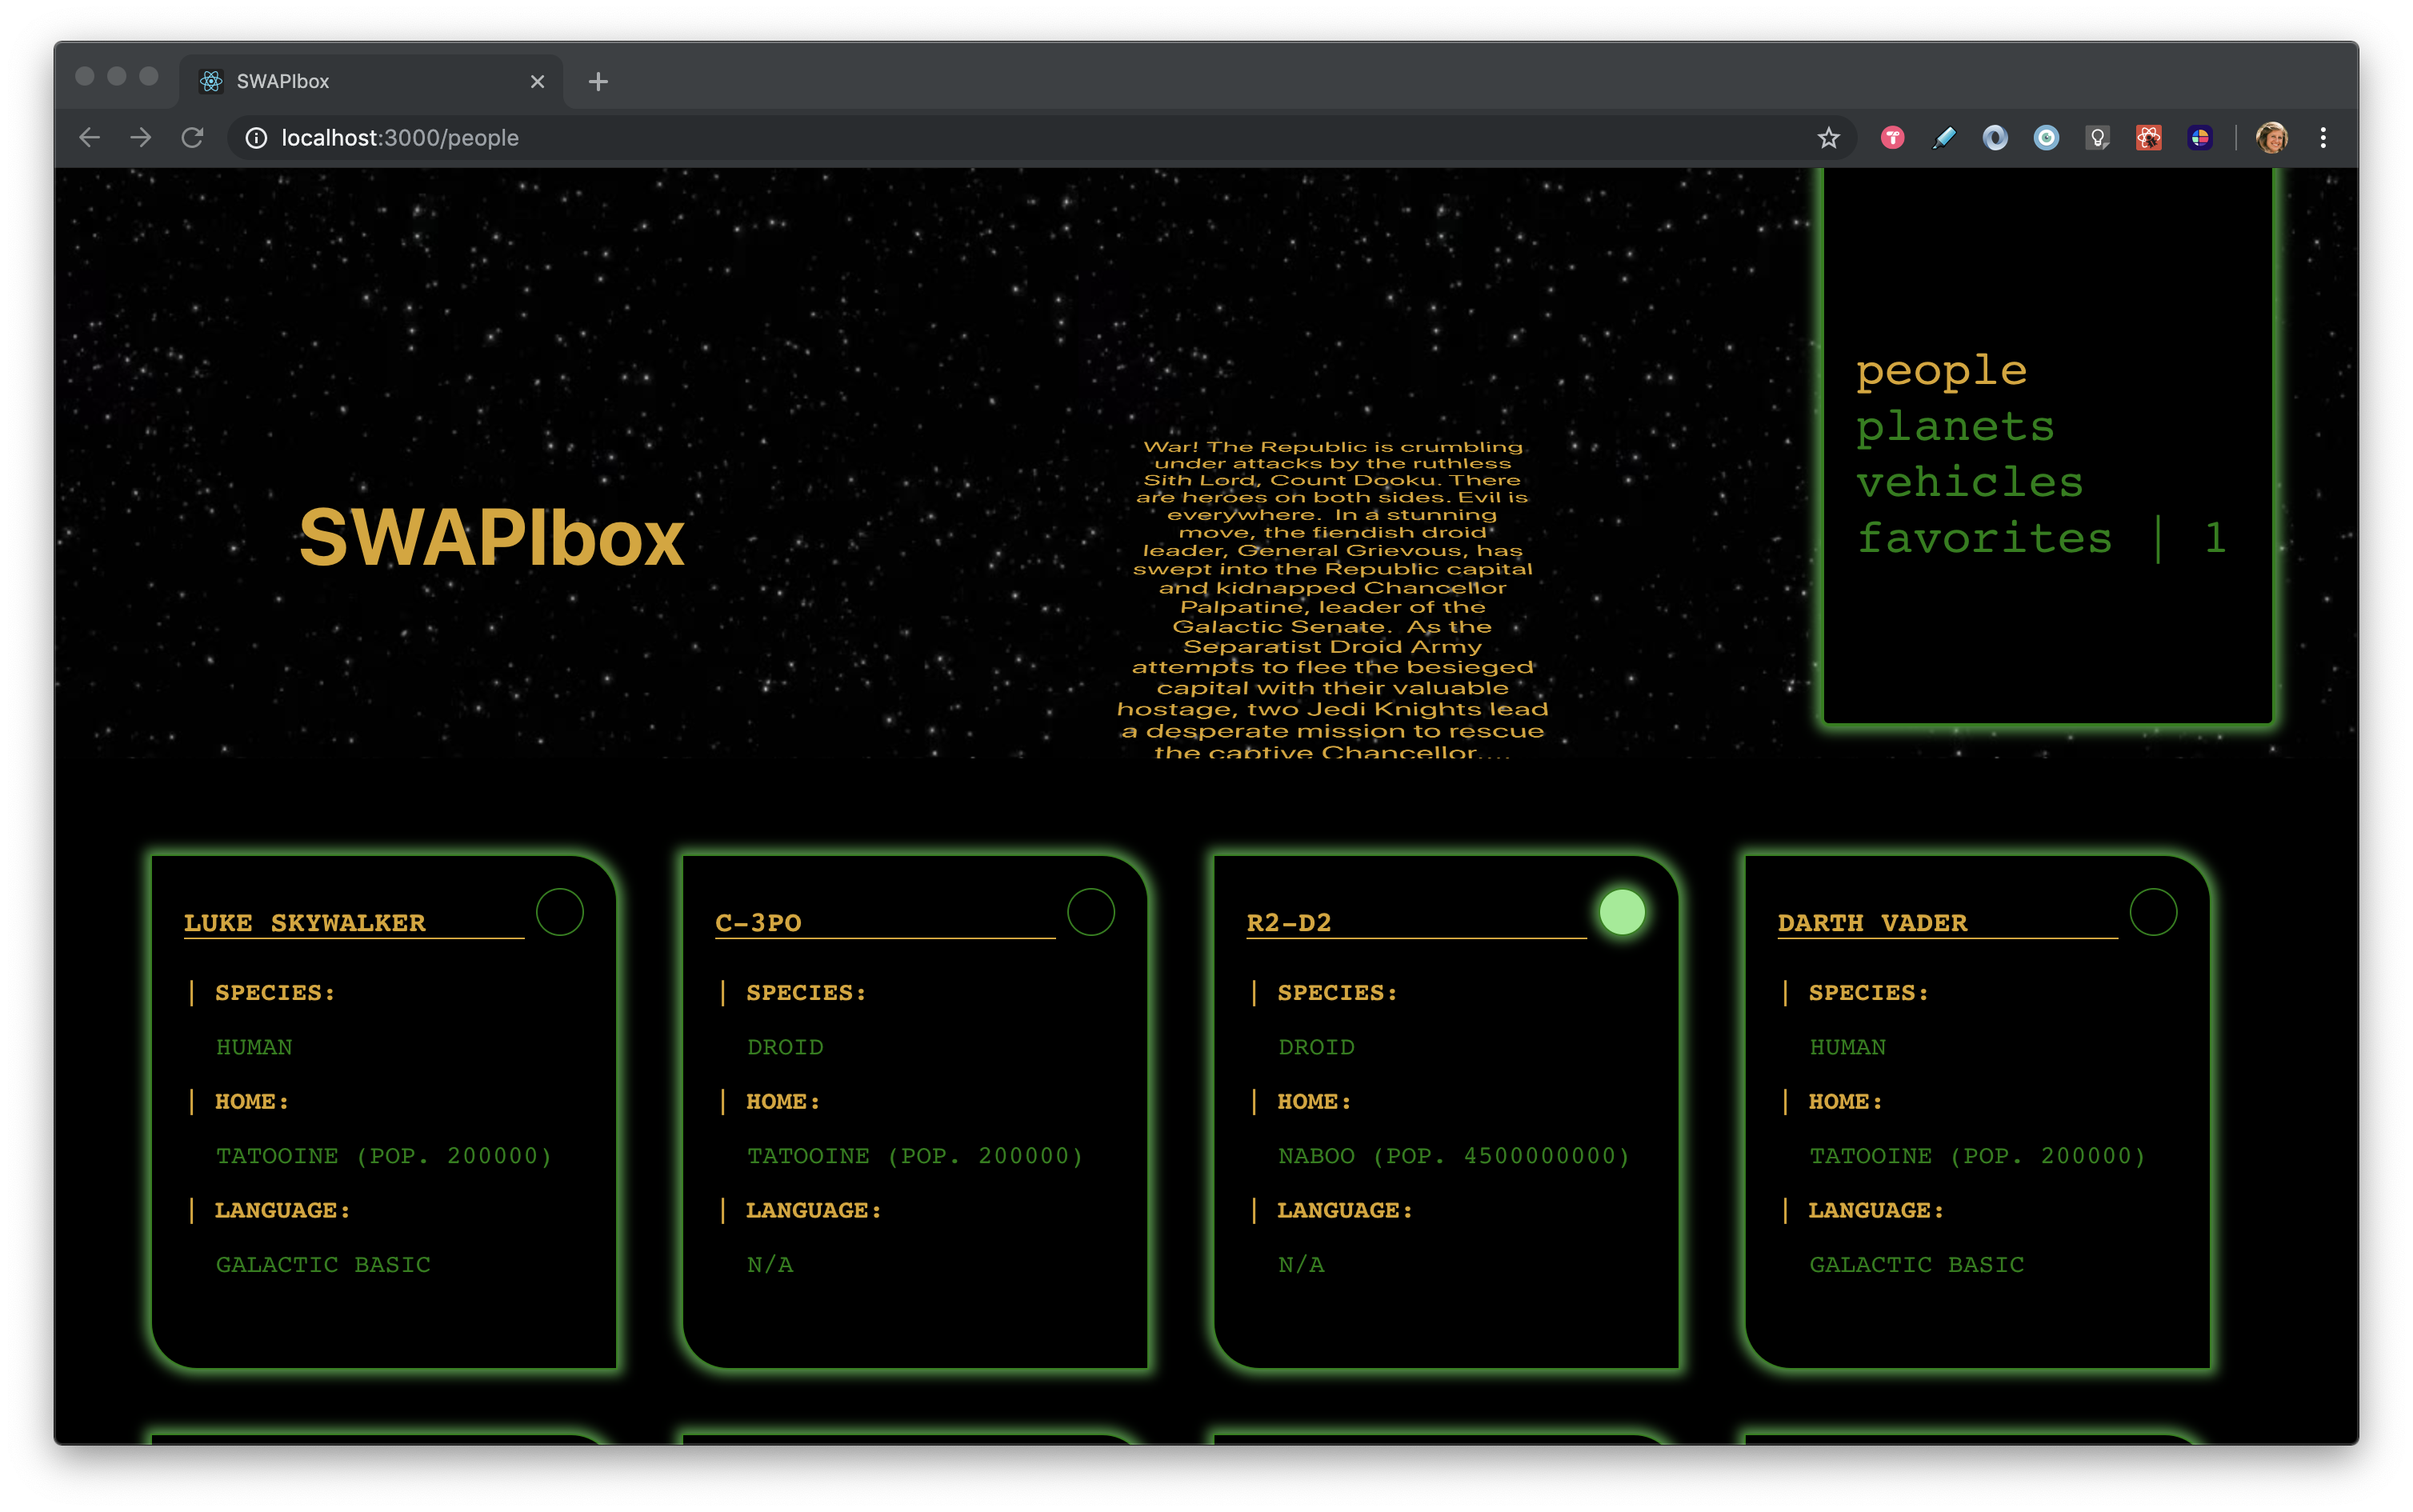 SWAPIbox
localhost:3000/people
people
planets
vehicles
favorites | 1
SWAPIbox
War! The Republic is crumbling
under attacks by the ruthless
Sith Lord, Count Dooku. There
are heroes on both sides. Evil is
everywhere. In a stunning
move, the fiendish droid
leader, General Grievous, has
swept into the Republic capital
and kidnapped Chancellor
Palpatine, leader of the
Galactic Senate. As the
Separatist Droid Army
attempts to flee the besieged
capital with their valuable
hostage, two Jedi Knights lead
a desperate mission to rescue
the captive Chancellor....
LUKE SKYWALKER
| SPECIES:
HUMAN
| HOME:
TATOOINE (POP. 200000)
| LANGUAGE:
GALACTIC BASIC
C-3PO
| SPECIES:
DROID
| HOME:
TATOOINE (POP. 200000)
| LANGUAGE:
N/A
R2-D2
| SPECIES:
DROID
| HOME:
NABOO (POP. 4500000000)
| LANGUAGE:
N/A
DARTH VADER
| SPECIES:
HUMAN
| HOME:
TATOOINE (POP. 200000)
| LANGUAGE:
GALACTIC BASIC